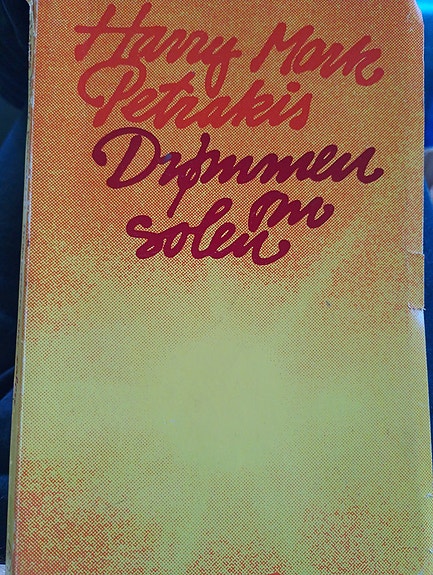 Harry Mark
Petrakis
Drømmen
om
solen